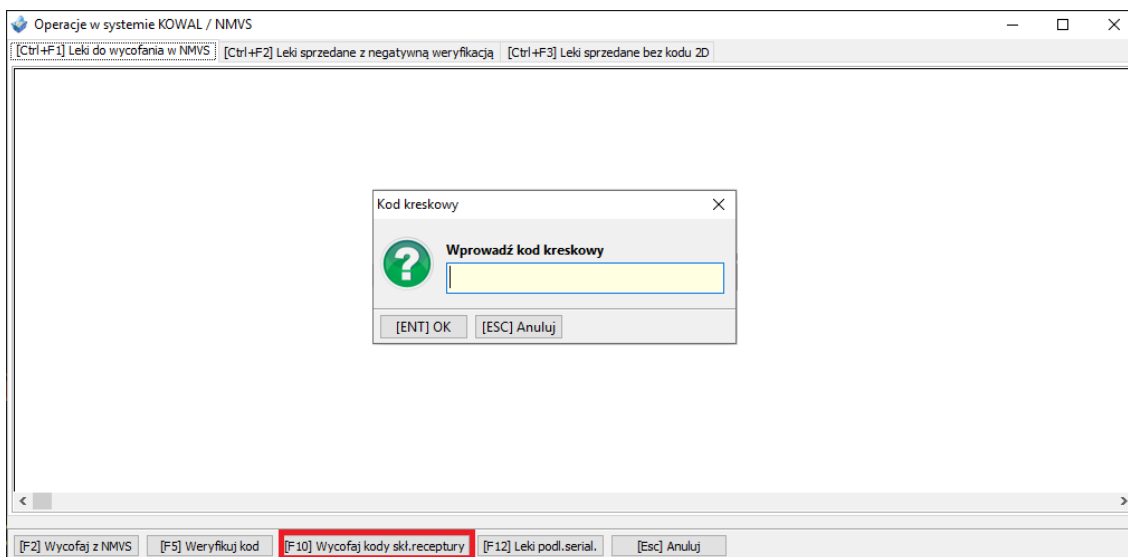 Operacje w systemie KOWAL / NMVS
[Ctrl+F1] Leki do wycofania w NMVS [Ctrl+F2] Leki sprzedane z negatywną weryfikacją [Ctrl+F3] Leki sprzedane bez kodu 2D
Kod kreskowy
Wprowadź kod kreskowy
[ENT] OK [ESC] Anuluj
[F2] Wycofaj z NMVS [F5] Weryfikuj kod [F10] Wycofaj kody skł.receptury [F12] Leki podl.serial. [Esc] Anuluj